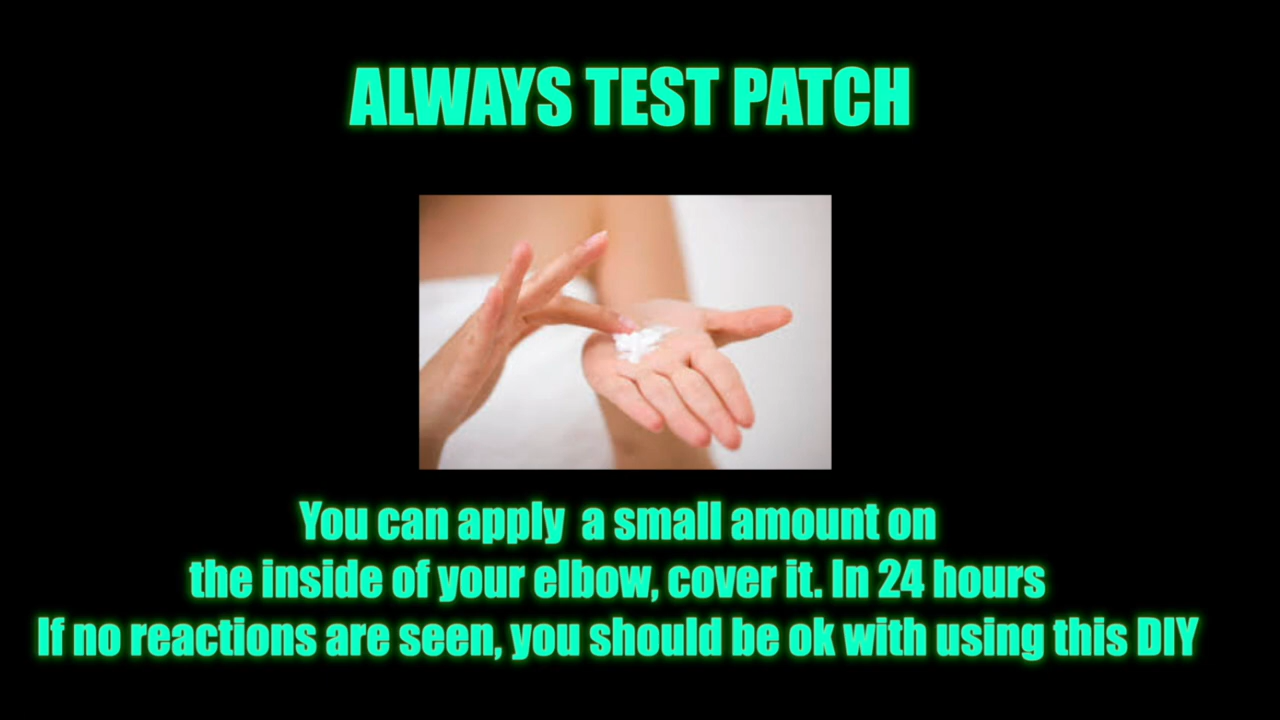 ALWAYS TEST PATCH
You can apply a small amount on
the inside of your elbow, cover it. In 24 hours
If no reactions are seen, you should be ok with using this DIY